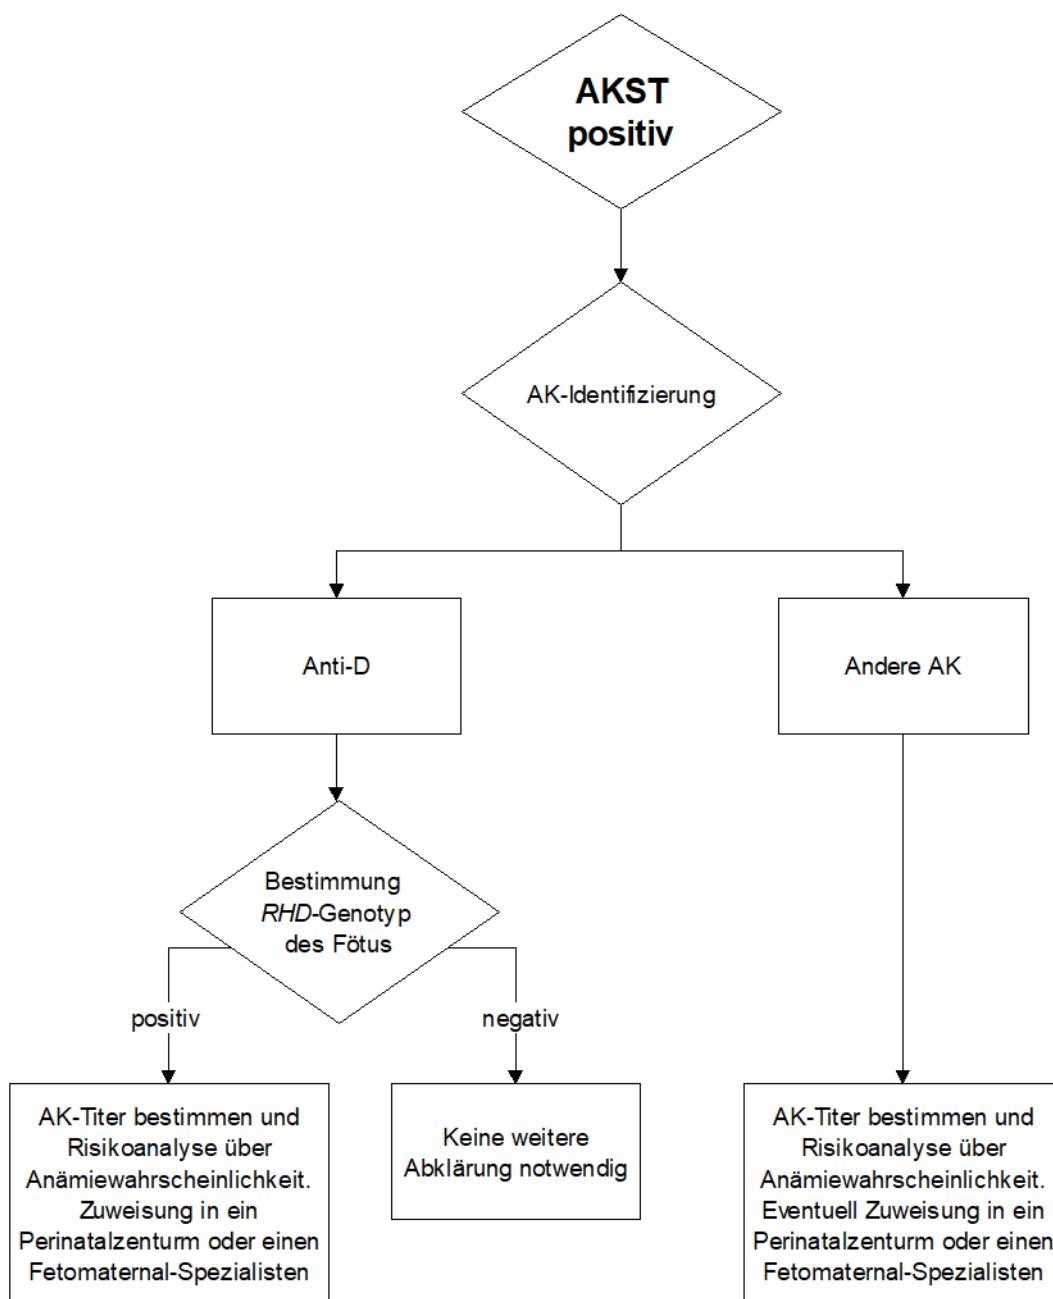 AKST
positiv
AK-Identifizierung
Anti-D
Andere AK
Bestimmung
RHD-Genotyp
des Fötus
positiv
negativ
AK-Titer bestimmen und
Risikoanalyse über
Anämiewahrscheinlichkeit.
Zuweisung in ein
Perinatalzenturm oder einen
Fetomaternal-Spezialisten
Keine weitere
Abklärung notwendig
AK-Titer bestimmen und
Risikoanalyse über
Anämiewahrscheinlichkeit.
Eventuell Zuweisung in ein
Perinatalzenturm oder einen
Fetomaternal-Spezialisten